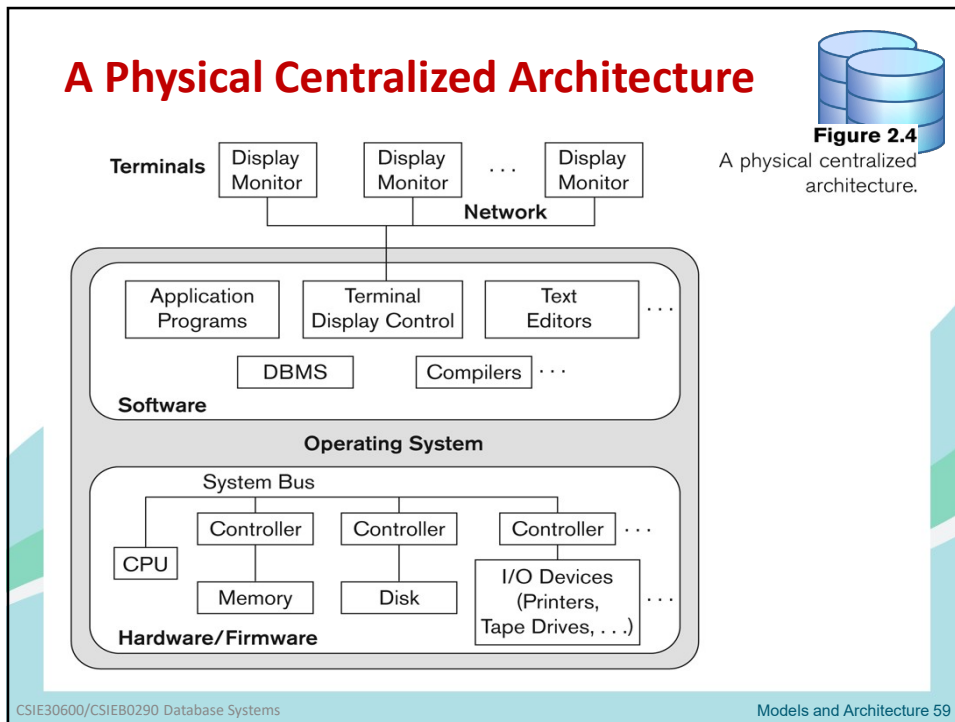 A Physical Centralized Architecture
Figure 2.4
A physical centralized
architecture.
Terminals
Display
Monitor
Display
Monitor
. . .
Display
Monitor
Network
Application
Programs
Terminal
Display Control
Text
Editors
. . .
DBMS
Compilers
. . .
Software
Operating System
System Bus
Controller
Controller
Controller
. . .
CPU
Memory
Disk
I/O Devices
(Printers,
Tape Drives, . . .)
. . .
Hardware/Firmware
CSIE30600/CSIEB0290 Database Systems
Models and Architecture 59